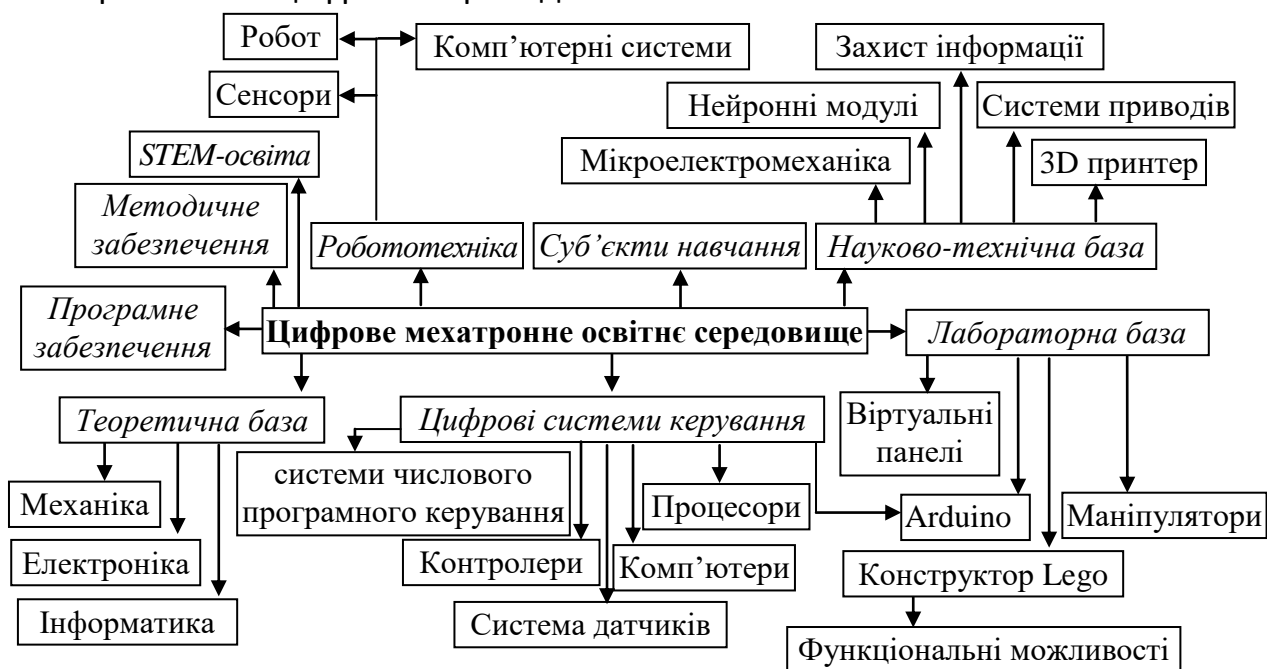 Робот
Комп’ютерні системи
Захист інформації
Сенсори
Нейронні модулі
Системи приводів
STEM-освіта
Мікроелектромеханіка
3D принтер
Методичне
забезпечення
Робототехніка
Суб’єкти навчання
Науково-технічна база
Програмне
забезпечення
Цифрове мехатронне освітнє середовище
Лабораторна база
Теоретична база
Цифрові системи керування
Віртуальні
панелі
системи числового
програмного керування
Механіка
Процесори
Arduino
Маніпулятори
Електроніка
Контролери
Комп’ютери
Конструктор Lego
Інформатика
Система датчиків
Функціональні можливості